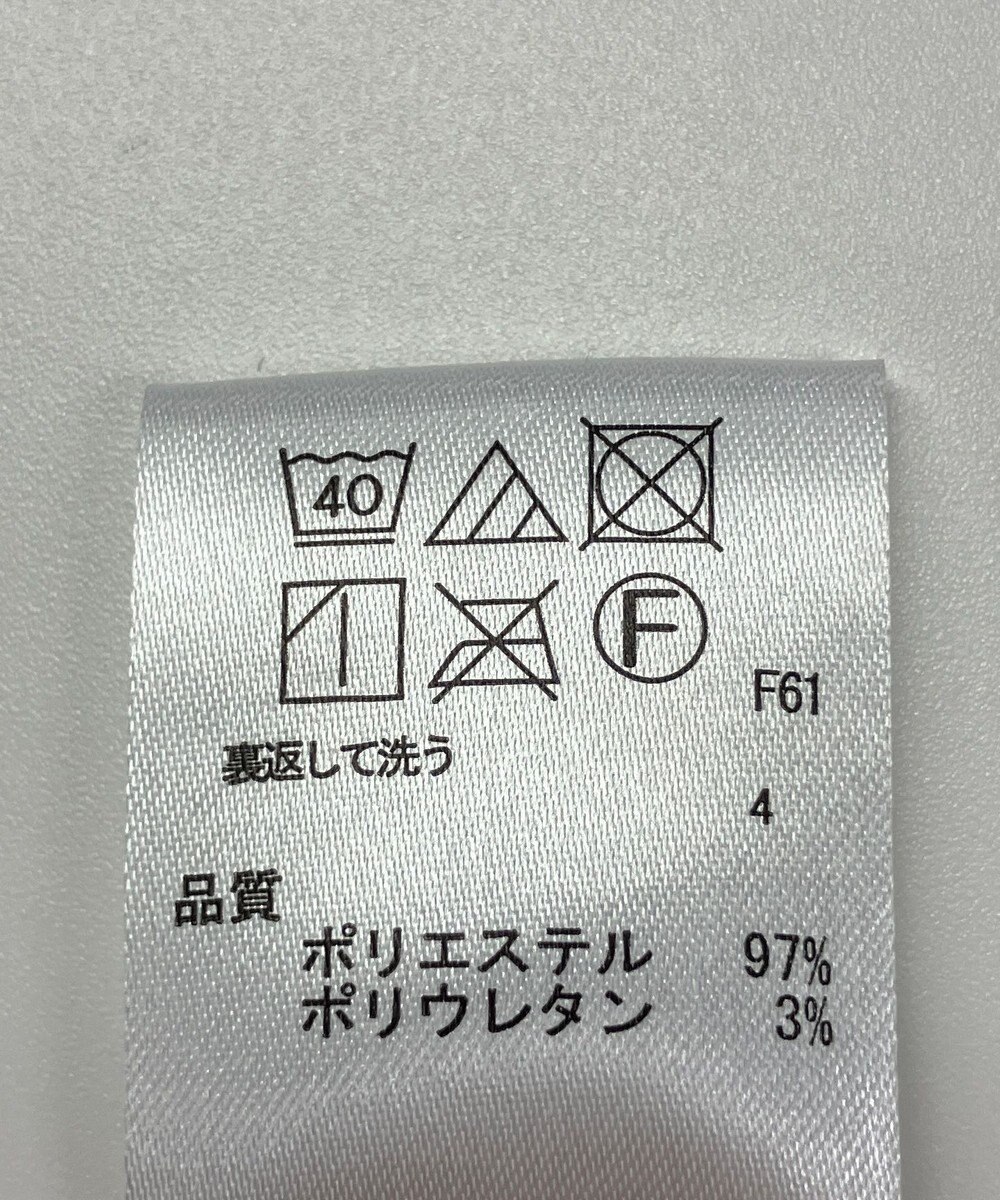 40
F
F61
裏返して洗う
4
品質
ポリエステル 97%
ポリウレタン 3%